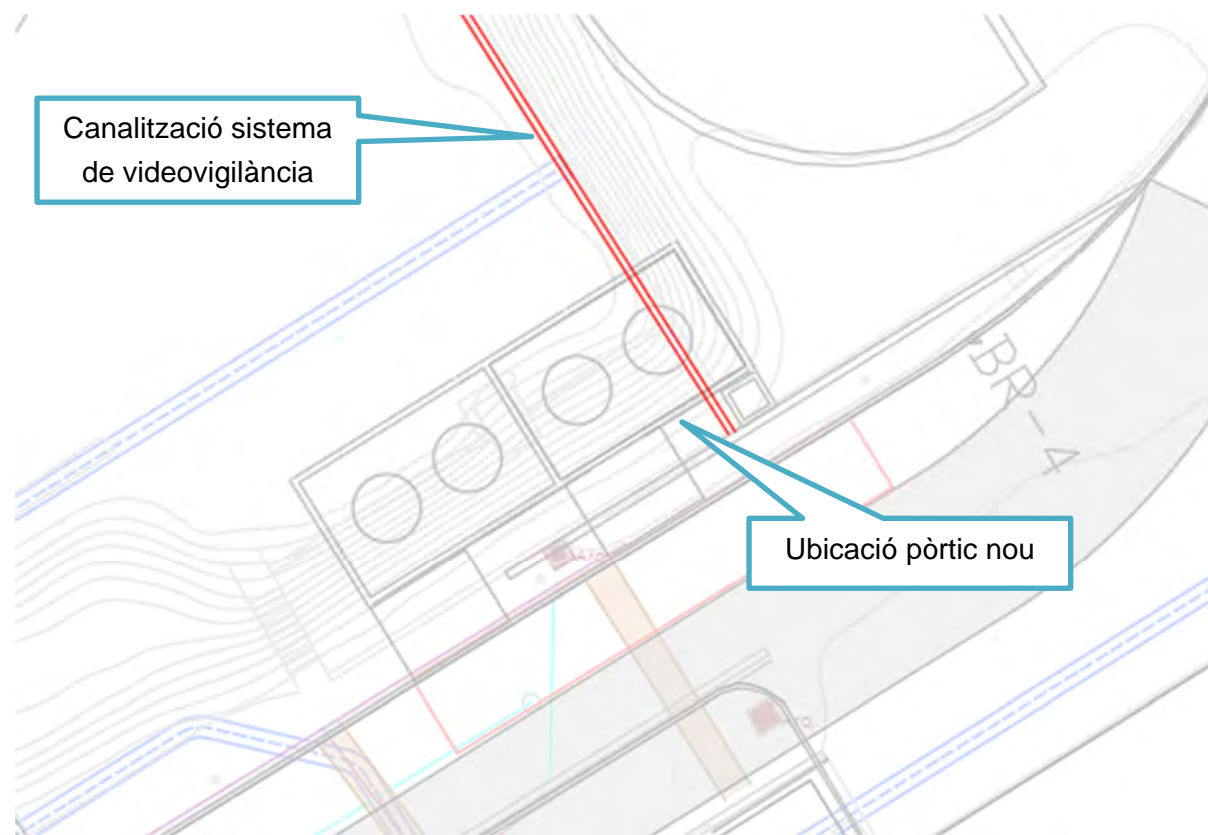 Canalització sistema
de videovigilància
BR-4
Ubicació pòrtic nou